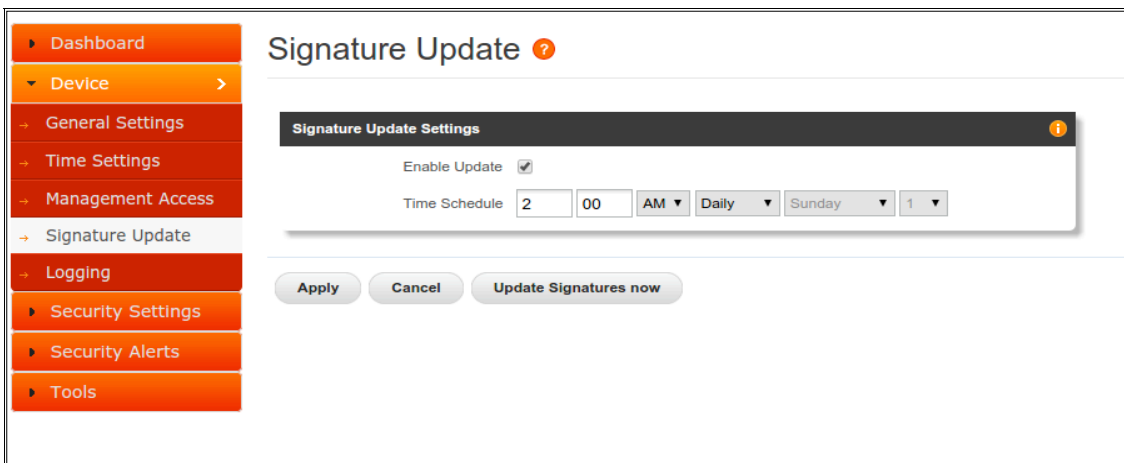 Dashboard
Device
General Settings
Time Settings
Management Access
Signature Update
Logging
Security Settings
Security Alerts
Tools
Signature Update ?
Signature Update Settings i
Enable Update
Time Schedule 2 00 AM Daily Sunday 1
Apply Cancel Update Signatures now